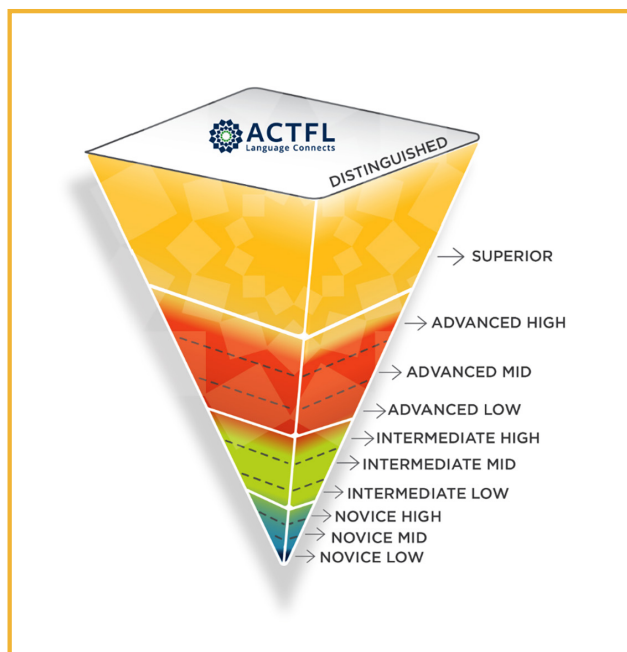 ACTFL
Language Connects
DISTINGUISHED
SUPERIOR
ADVANCED HIGH
ADVANCED MID
ADVANCED LOW
INTERMEDIATE HIGH
INTERMEDIATE MID
INTERMEDIATE LOW
NOVICE HIGH
NOVICE MID
NOVICE LOW